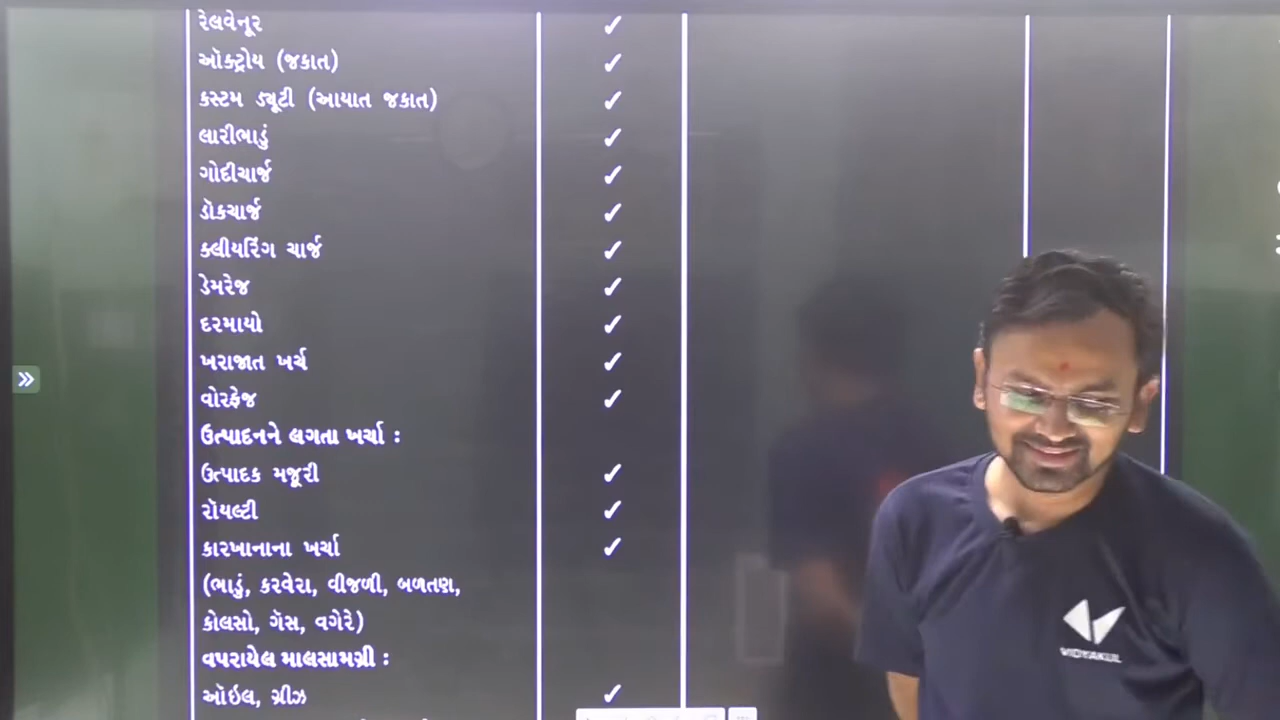 રેલવેનૂર ✓
ઑક્ટ્રોય (જકાત) ✓
કસ્ટમ ડ્યૂટી (આયાત જકાત) ✓
લારીભાડું ✓
ગોદીચાર્જ ✓
ડૉકચાર્જ ✓
ક્લીયરિંગ ચાર્જ ✓
ડેમરેજ ✓
દરમાયો ✓
ખરાજાત ખર્ચ ✓
વોરફેજ ✓
ઉત્પાદનને લગતા ખર્ચા :
ઉત્પાદક મજૂરી ✓
રૉયલ્ટી ✓
કારખાનાના ખર્ચા ✓
(ભાડું, કરવેરા, વીજળી, બળતણ,
કોલસો, ગૅસ, વગેરે)
વપરાયેલ માલસામગ્રી :
ઑઇલ, ગ્રીઝ ✓
VIDYAKUL